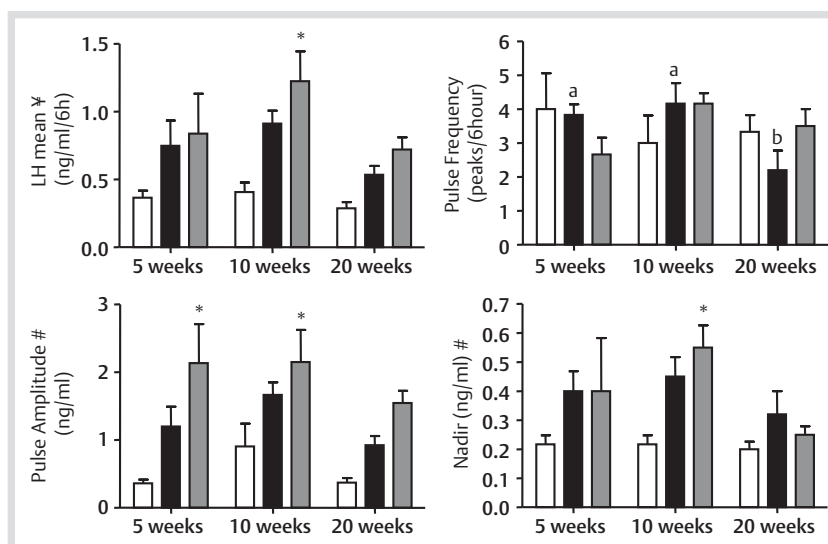 LH mean ¥
(ng/ml/6h)
1.5
1.0
0.5
0.0
*
5 weeks
10 weeks
20 weeks
Pulse Frequency
(peaks/6hour)
6
5
4
3
2
1
0
a
a
b
5 weeks
10 weeks
20 weeks
Pulse Amplitude #
(ng/ml)
3
2
1
0
*
*
5 weeks
10 weeks
20 weeks
Nadir (ng/ml) #
0.7
0.6
0.5
0.4
0.3
0.2
0.1
0.0
*
5 weeks
10 weeks
20 weeks